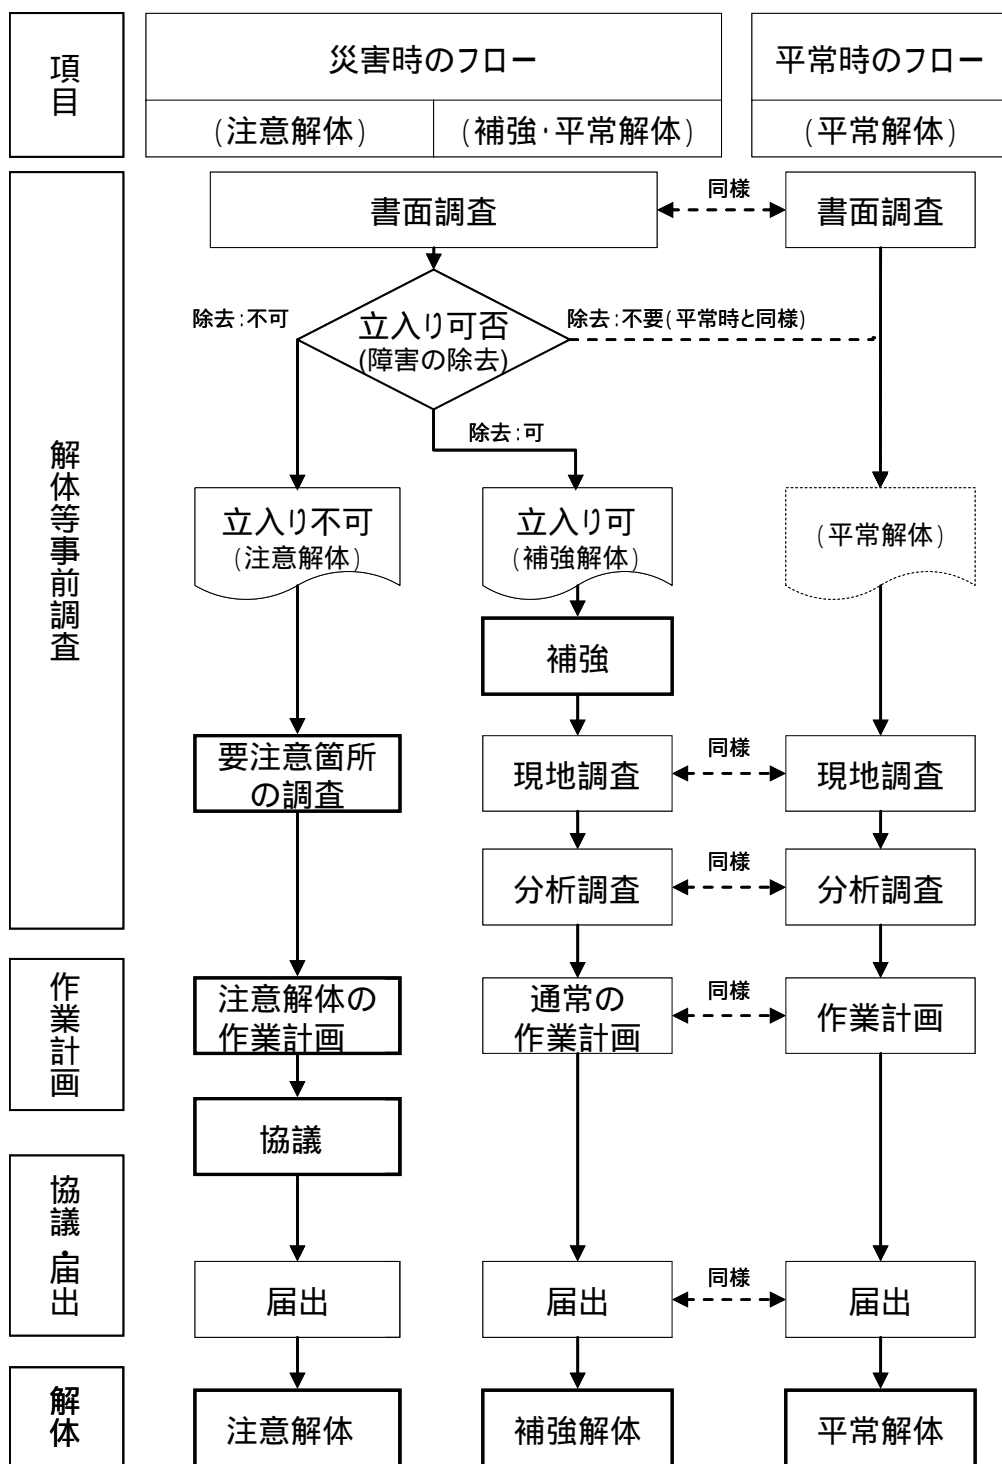 項目
災害時のフロー
平常時のフロー
(注意解体)
(補強・平常解体)
(平常解体)
解体等事前調査
書面調査
同様
書面調査
除去:不可
立入り可否
(障害の除去)
除去:不要(平常時と同様)
除去:可
立入り不可
(注意解体)
立入り可
(補強解体)
(平常解体)
補強
要注意箇所
の調査
現地調査
同様
現地調査
分析調査
同様
分析調査
作業計画
注意解体の
作業計画
通常の
作業計画
同様
作業計画
協議
協議・届出
届出
届出
同様
届出
解体
注意解体
補強解体
平常解体